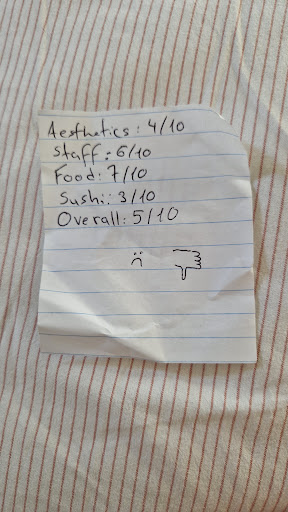 Aesthetics: 4/10
Staff: 6/10
Food: 7/10
Sushi: 3/10
Overall: 5/10